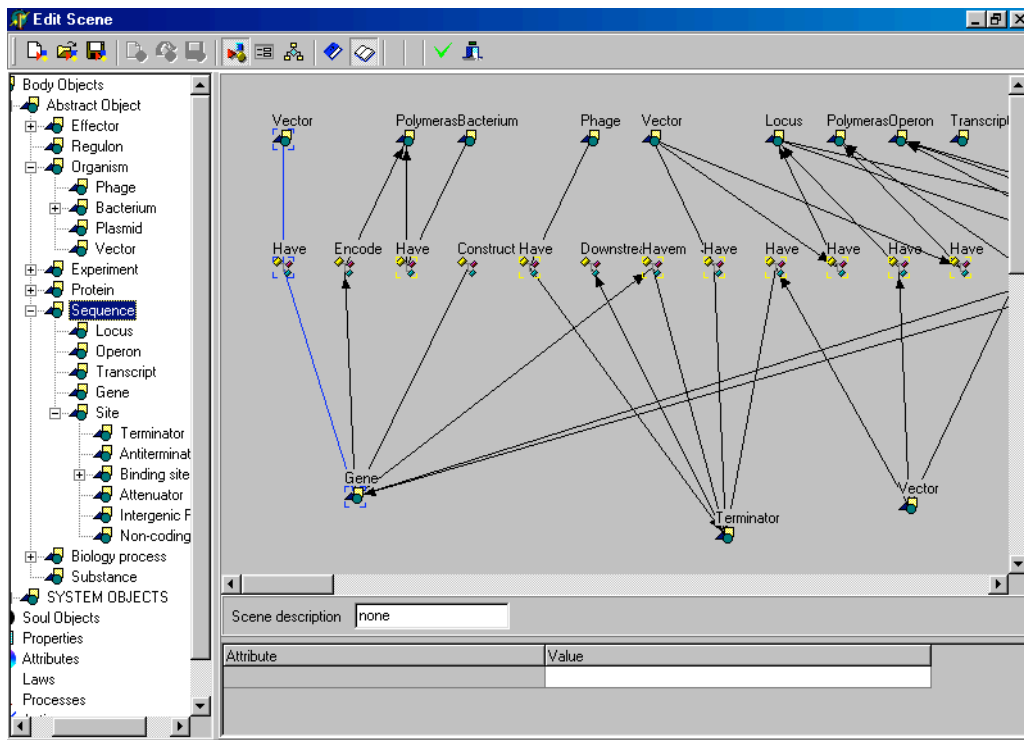 Edit Scene
Body Objects
Abstract Object
Effector
Regulon
Organism
Phage
Bacterium
Plasmid
Vector
Experiment
Protein
Sequence
Locus
Operon
Transcript
Gene
Site
Terminator
Antiterminat
Binding site
Attenuator
Intergenic F
Non-coding
Biology process
Substance
SYSTEM OBJECTS
Soul Objects
Properties
Attributes
Laws
Processes
Vector PolymerasBacterium Phage Vector Locus PolymerasOperon Transcript
Have Encode Have Construct Have DownstreaHavem Have Have Have Have Have
Gene
Terminator
Vector
Scene description none
Attribute Value